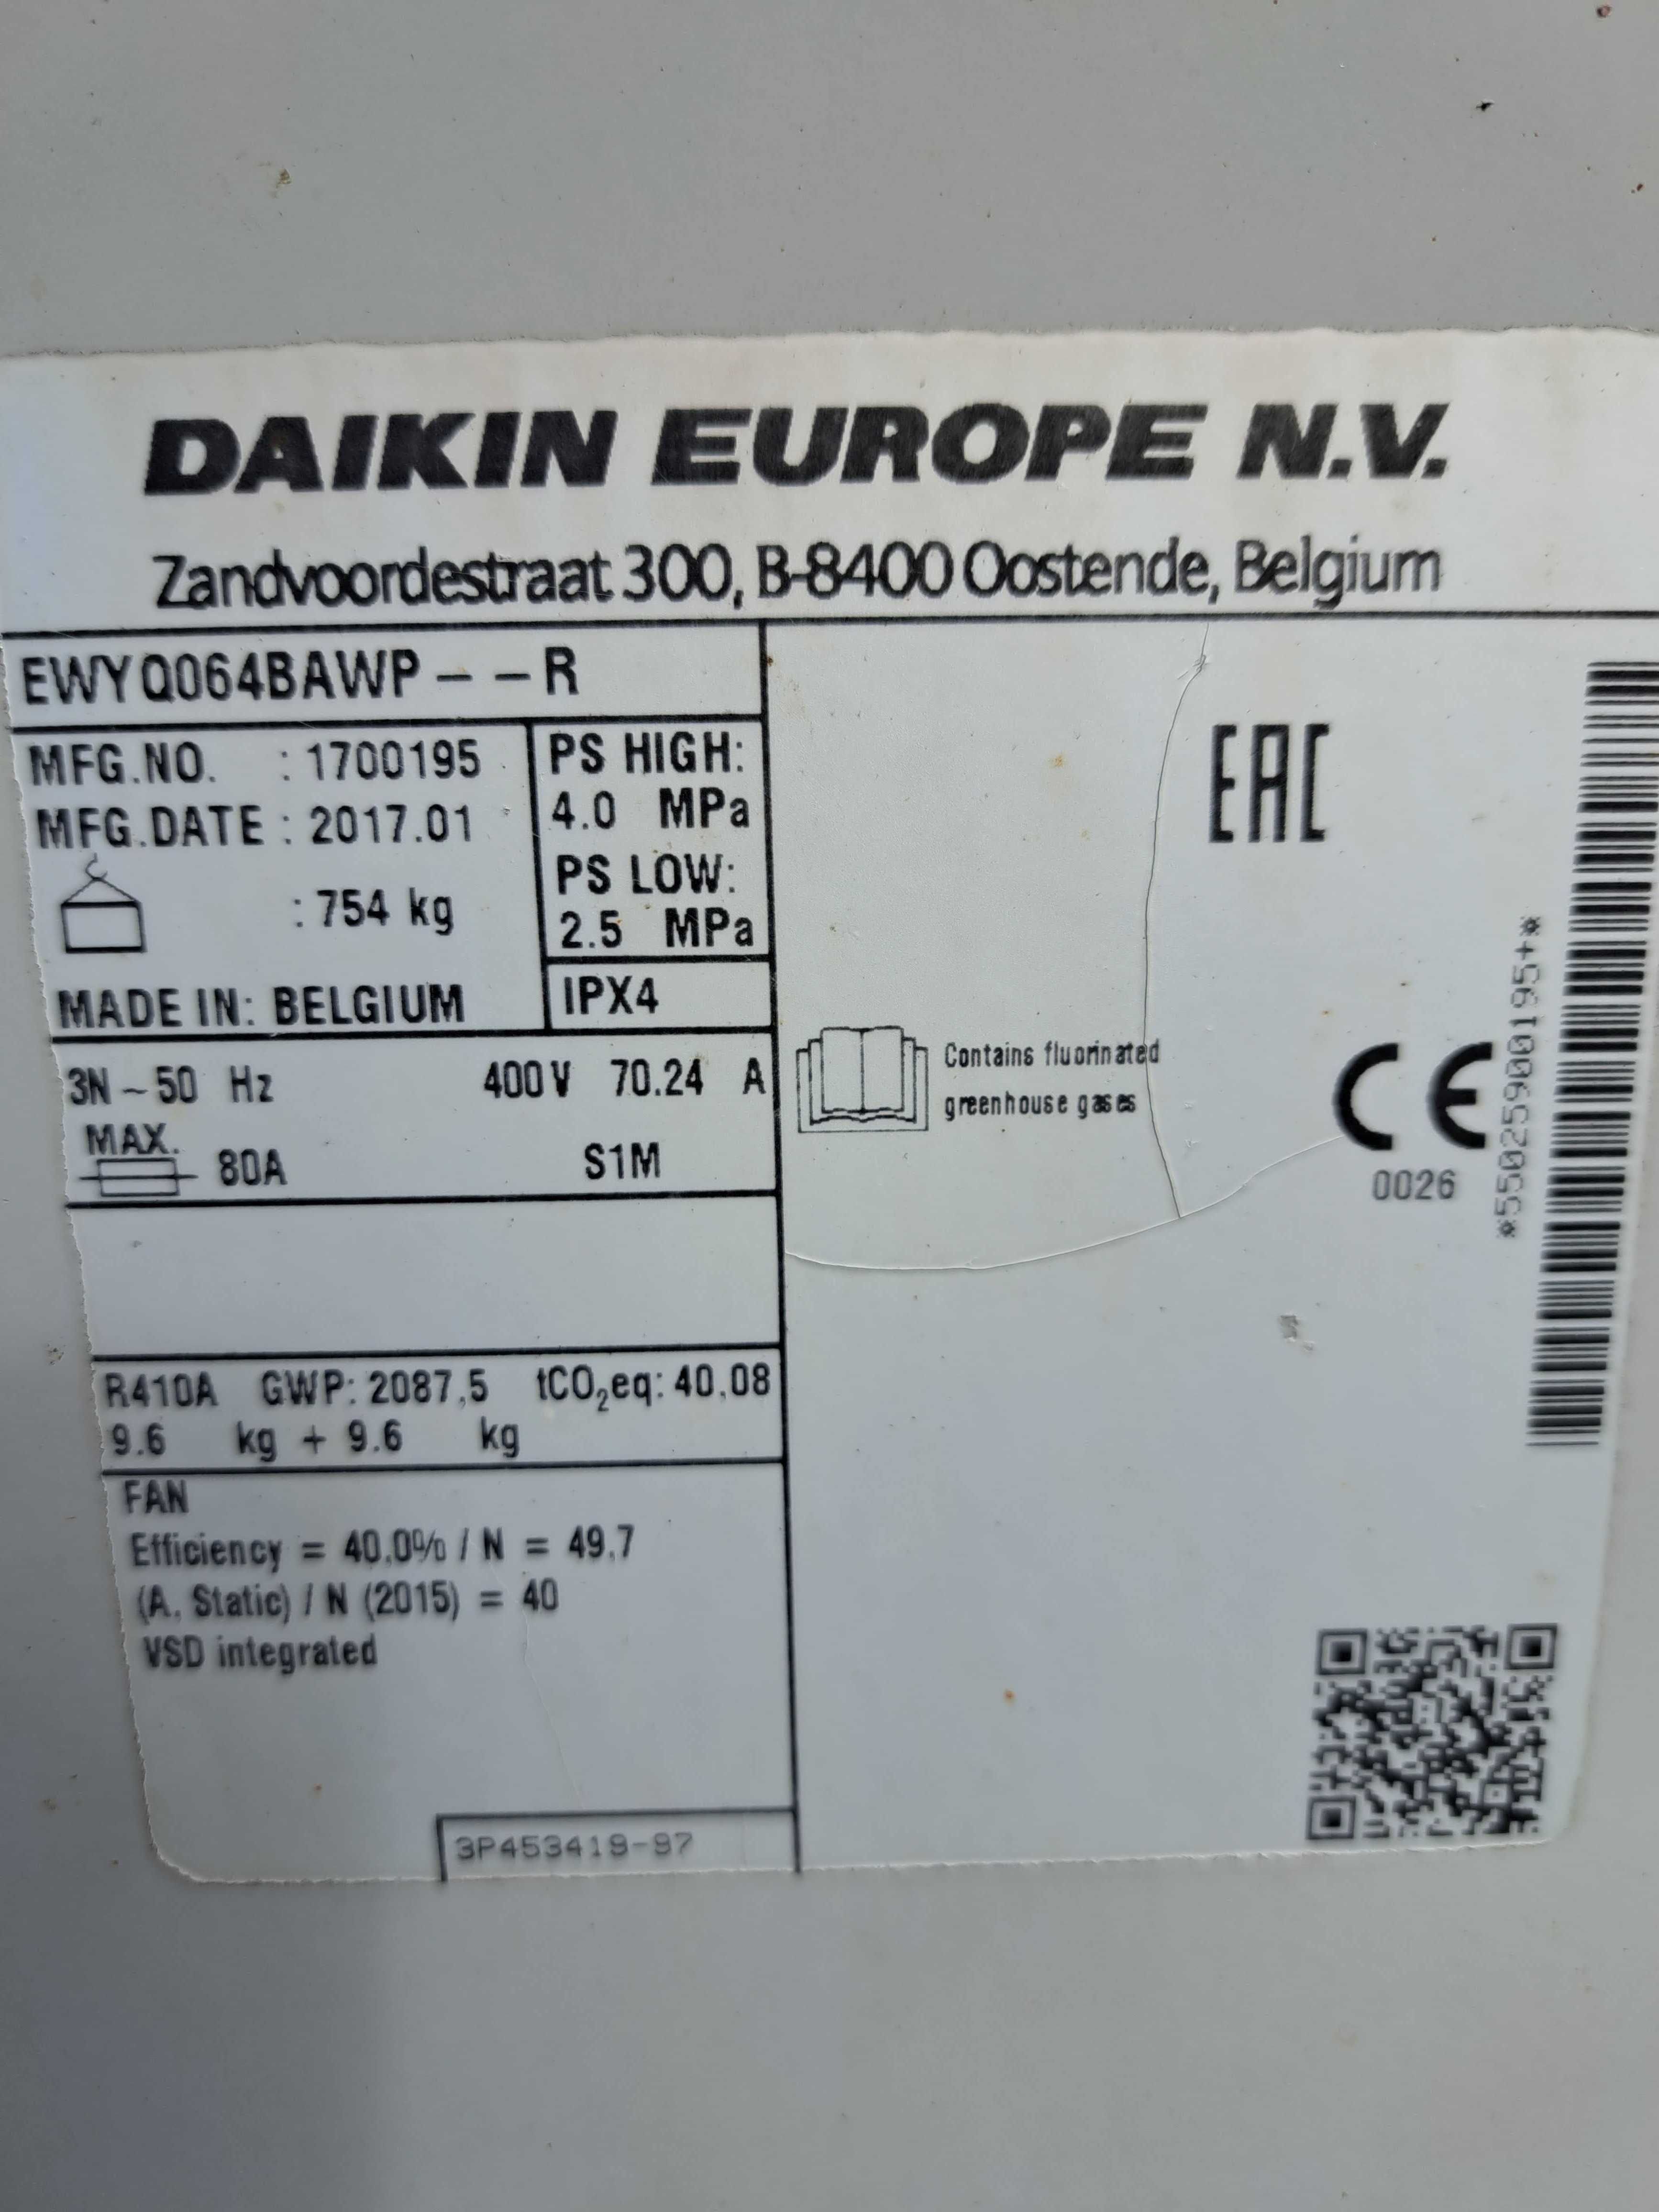 DAIKIN EUROPE N.V.
Zandvoordestraat 300, B-8400 Oostende, Belgium
EWYQ064BAWP---R
MFG.NO. : 1700195
MFG.DATE : 2017.01
: 754 kg
MADE IN: BELGIUM
PS HIGH:
4.0 MPa
PS LOW:
2.5 MPa
IPX4
3N ~ 50 Hz 400 V 70.24 A
MAX.
80A S1M
R410A GWP: 2087,5 tCO₂eq: 40,08
9.6 kg + 9.6 kg
FAN
Efficiency = 40,0% / N = 49,7
(A, Static) / N (2015) = 40
VSD integrated
3P453419-97
EAC
Contains fluorinated
greenhouse gases
CE
0026
*55025900195+*